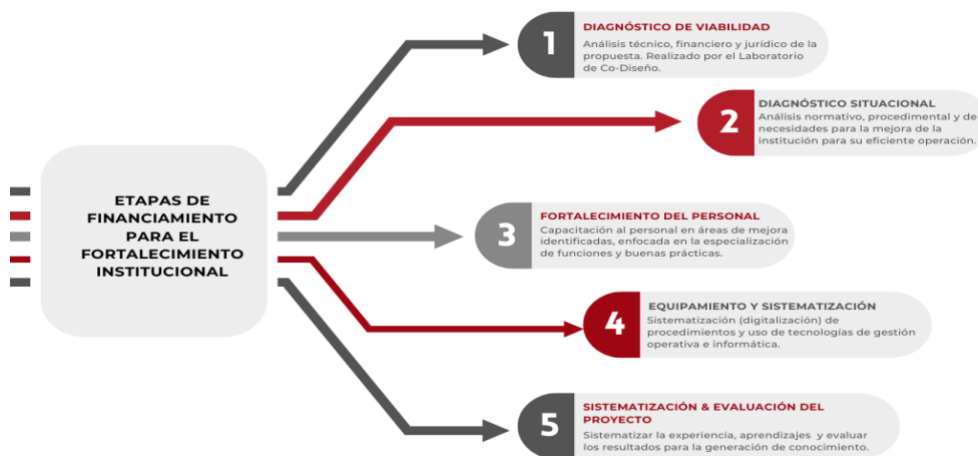 ETAPAS DE
FINANCIAMIENTO
PARA EL
FORTALECIMIENTO
INSTITUCIONAL
1
DIAGNÓSTICO DE VIABILIDAD
Análisis técnico, financiero y jurídico de la
propuesta. Realizado por el Laboratorio
de Co-Diseño.
2
DIAGNÓSTICO SITUACIONAL
Análisis normativo, procedimental y de
necesidades para la mejora de la
institución para su eficiente operación.
3
FORTALECIMIENTO DEL PERSONAL
Capacitación al personal en áreas de mejora
identificadas, enfocada en la especialización
de funciones y buenas prácticas.
4
EQUIPAMIENTO Y SISTEMATIZACIÓN
Sistematización (digitalización) de
procedimientos y uso de tecnologías de gestión
operativa e informática.
5
SISTEMATIZACIÓN & EVALUACIÓN DEL
PROYECTO
Sistematizar la experiencia, aprendizajes y evaluar
los resultados para la generación de conocimiento.